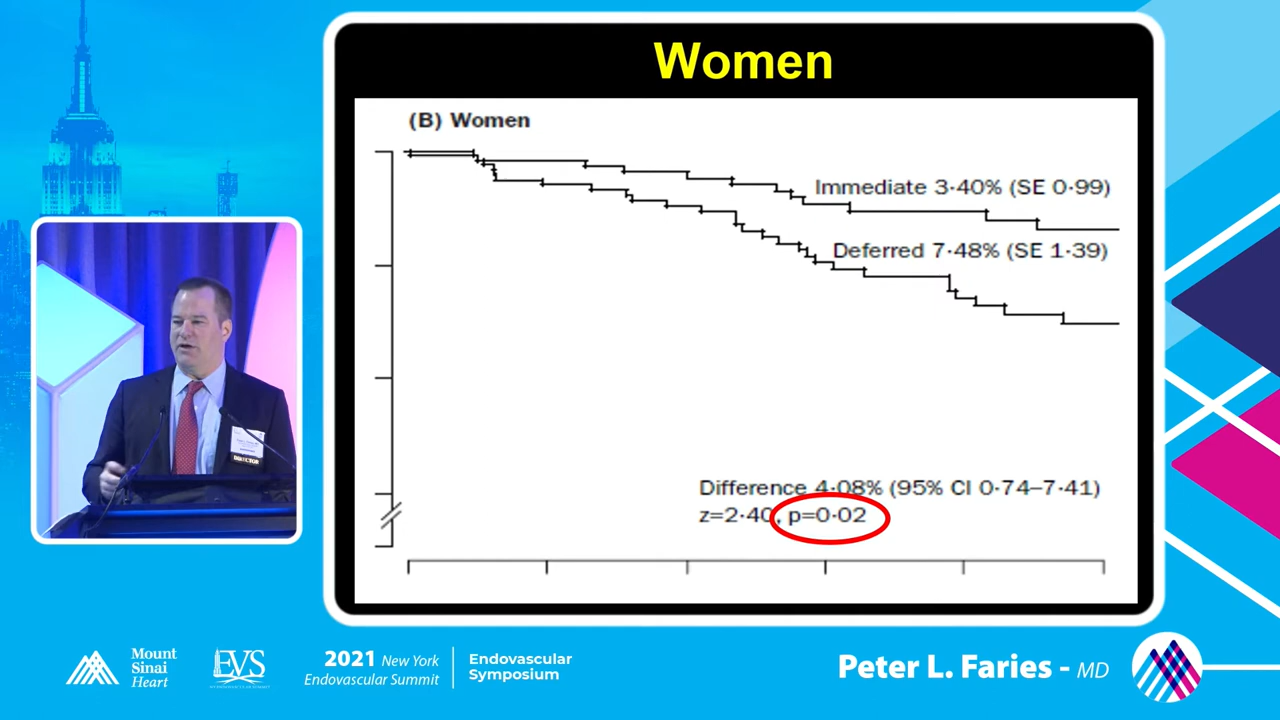 Women
(B) Women
Immediate 3·40% (SE 0·99)
Deferred 7·48% (SE 1·39)
Difference 4·08% (95% CI 0·74–7·41)
z=2·40, p=0·02
DIRECTOR
Mount
Sinai
Heart
EVS
2021 New York
Endovascular Summit
Endovascular
Symposium
Peter L. Faries - MD